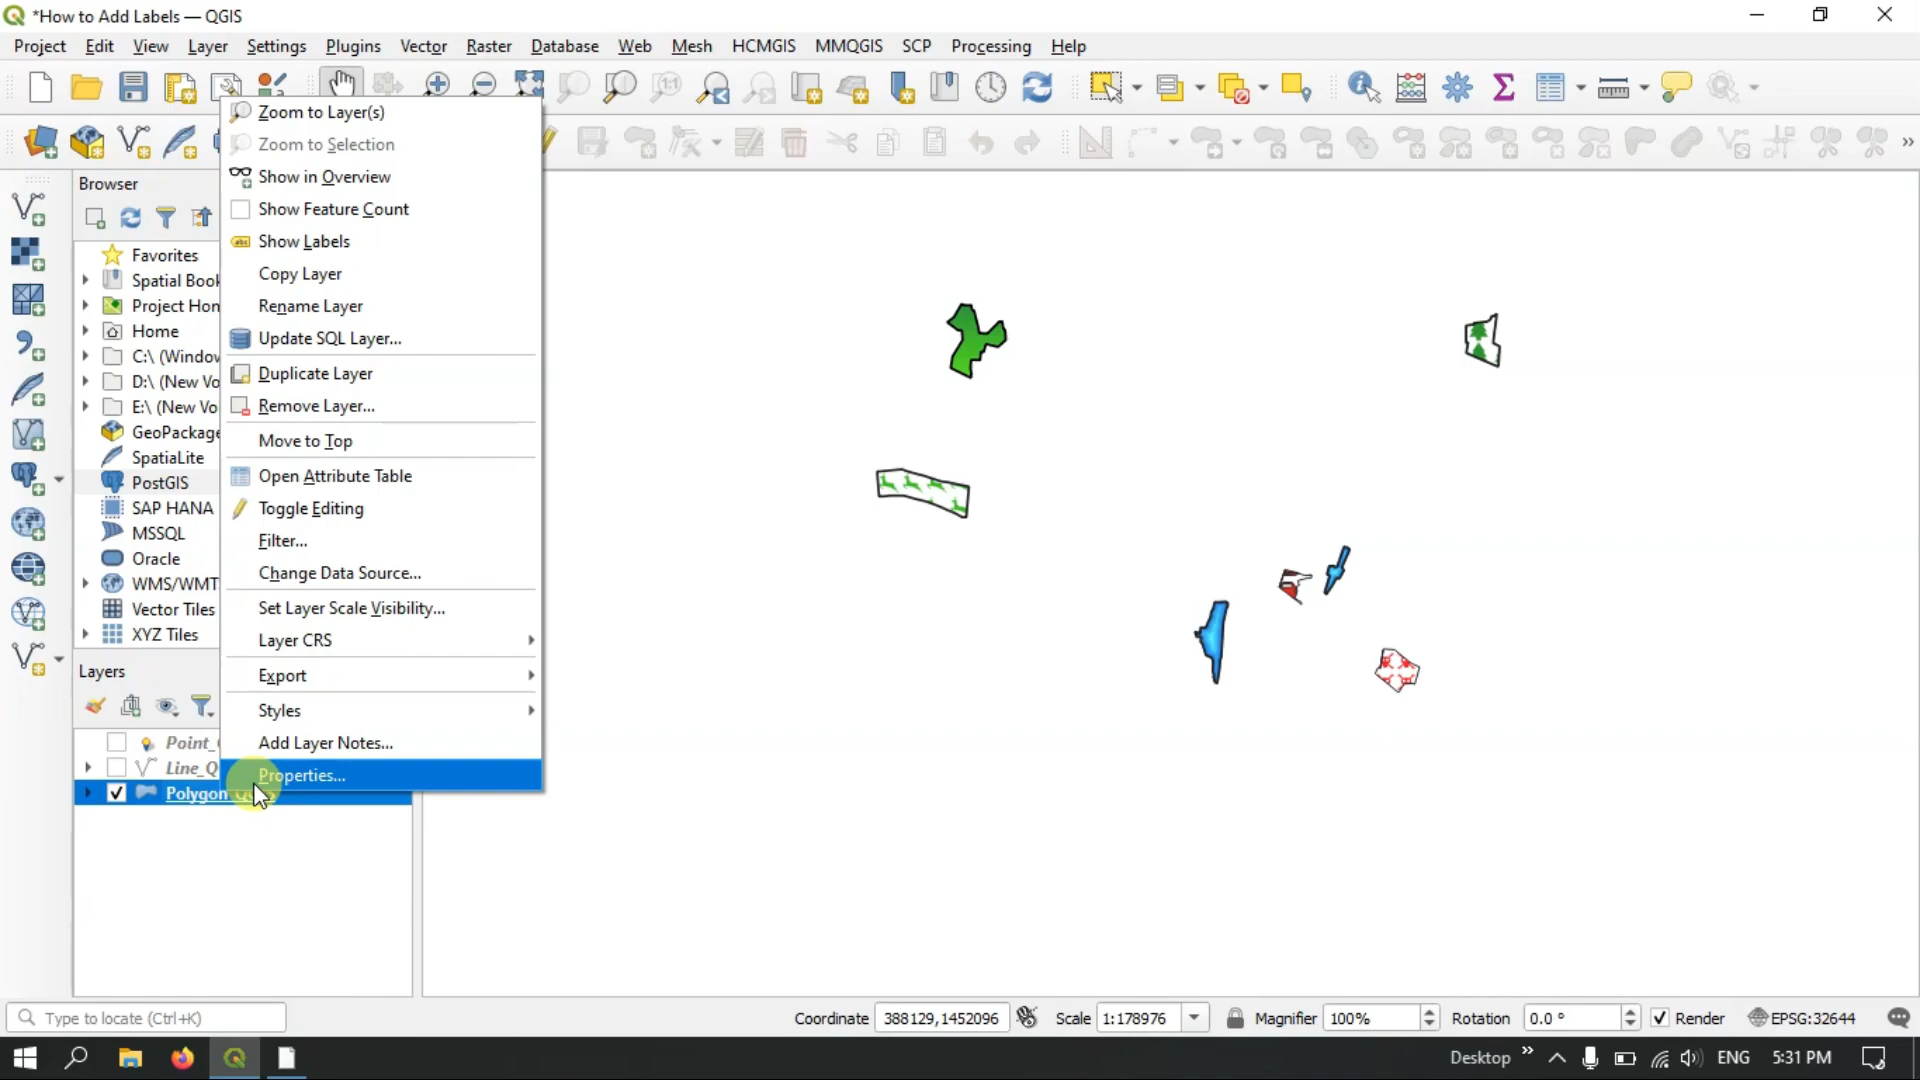 *How to Add Labels — QGIS
Project Edit View Layer Settings Plugins Vector Raster Database Web Mesh HCMGIS MMQGIS SCP Processing Help
Zoom to Layer(s)
Zoom to Selection
Show in Overview
Show Feature Count
Show Labels
Copy Layer
Rename Layer
Update SQL Layer...
Duplicate Layer
Remove Layer...
Move to Top
Open Attribute Table
Toggle Editing
Filter...
Change Data Source...
Set Layer Scale Visibility...
Layer CRS
Export
Styles
Add Layer Notes...
Properties...
Browser
Favorites
Spatial Book
Project Hom
Home
C:\ (Window
D:\ (New Vo
E:\ (New Vo
GeoPackage
SpatiaLite
PostGIS
SAP HANA
MSSQL
Oracle
WMS/WMT
Vector Tiles
XYZ Tiles
Layers
Point_
Line_Q
Polygon
Type to locate (Ctrl+K)
Coordinate 388129,1452096 Scale 1:178976 Magnifier 100% Rotation 0.0 ° Render EPSG:32644
Desktop » ENG 5:31 PM